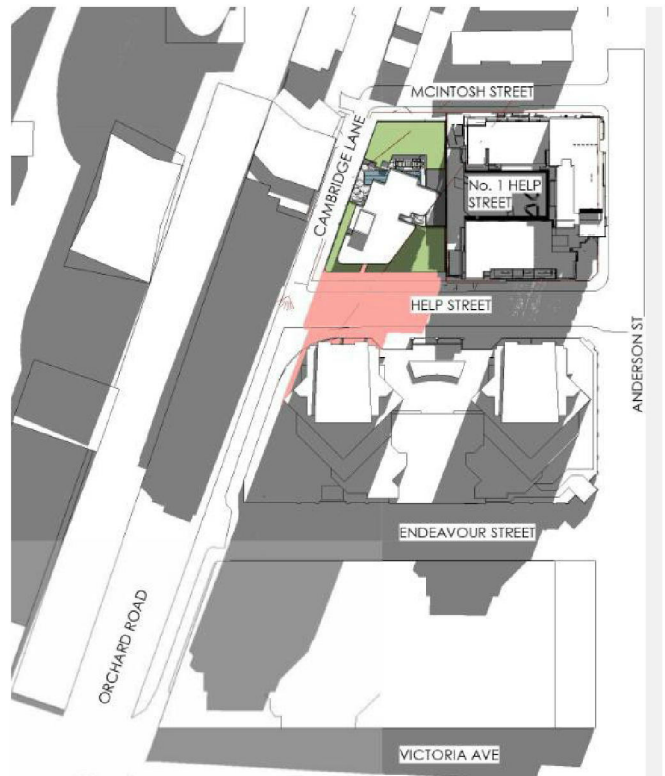 MCINTOSH STREET
CAMBRIDGE LANE
No. 1 HELP
STREET
HELP STREET
ANDERSON ST
ENDEAVOUR STREET
ORCHARD ROAD
VICTORIA AVE